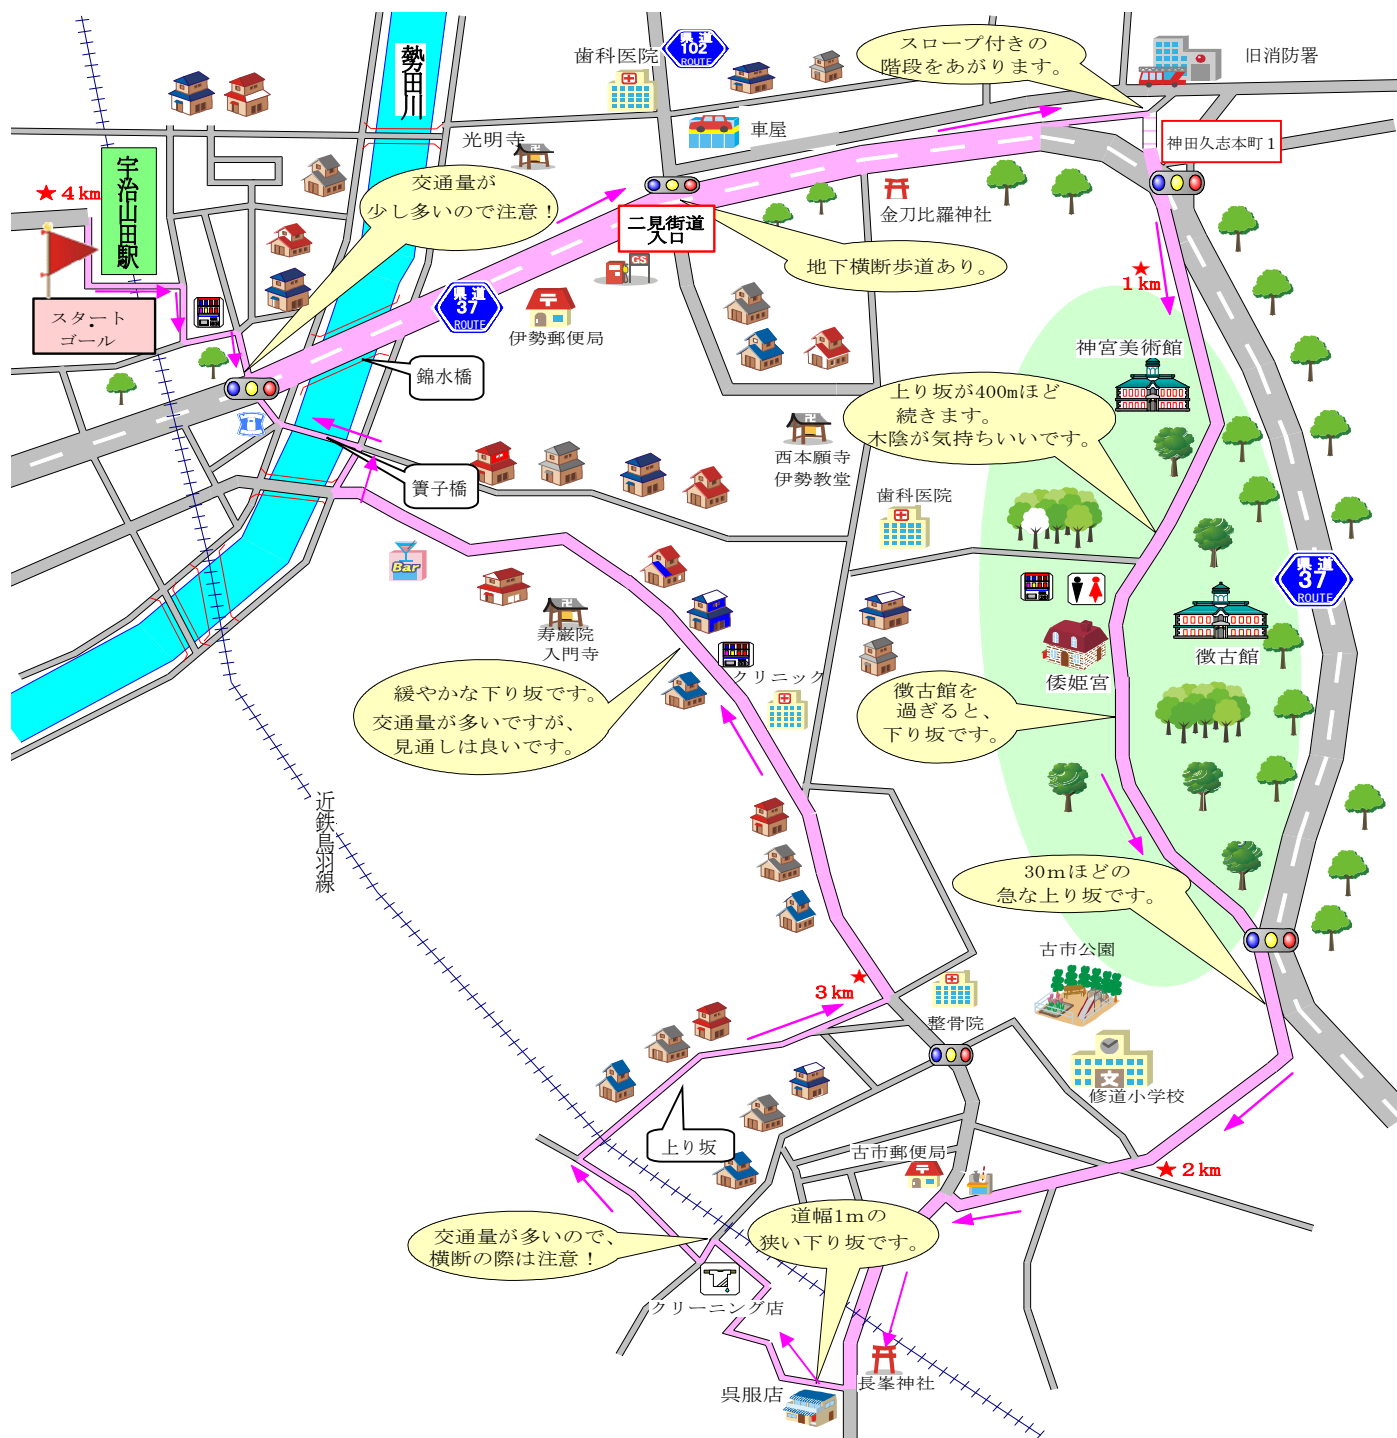 県道
102
ROUTE
歯科医院
スロープ付きの
階段をあがります。
旧消防署
勢田川
車屋
光明寺
神田久志本町１
宇治山田駅
★４km
交通量が
少し多いので注意！
二見街道
入口
金刀比羅神社
GS
地下横断歩道あり。
★
１km
スタート
・
ゴール
県道
37
ROUTE
伊勢郵便局
神宮美術館
錦水橋
上り坂が400mほど
続きます。
木陰が気持ちいいです。
西本願寺
伊勢教堂
簀子橋
歯科医院
Bar
県道
37
ROUTE
寿巌院
入門寺
徴古館
クリニック
倭姫宮
緩やかな下り坂です。
交通量が多いですが、
見通しは良いです。
徴古館を
過ぎると、
下り坂です。
近鉄鳥羽線
30ｍほどの
急な上り坂です。
古市公園
３km
★
整骨院
文
修道小学校
上り坂
古市郵便局
★２km
交通量が多いので、
横断の際は注意！
道幅1ｍの
狭い下り坂です。
クリーニング店
長峯神社
呉服店